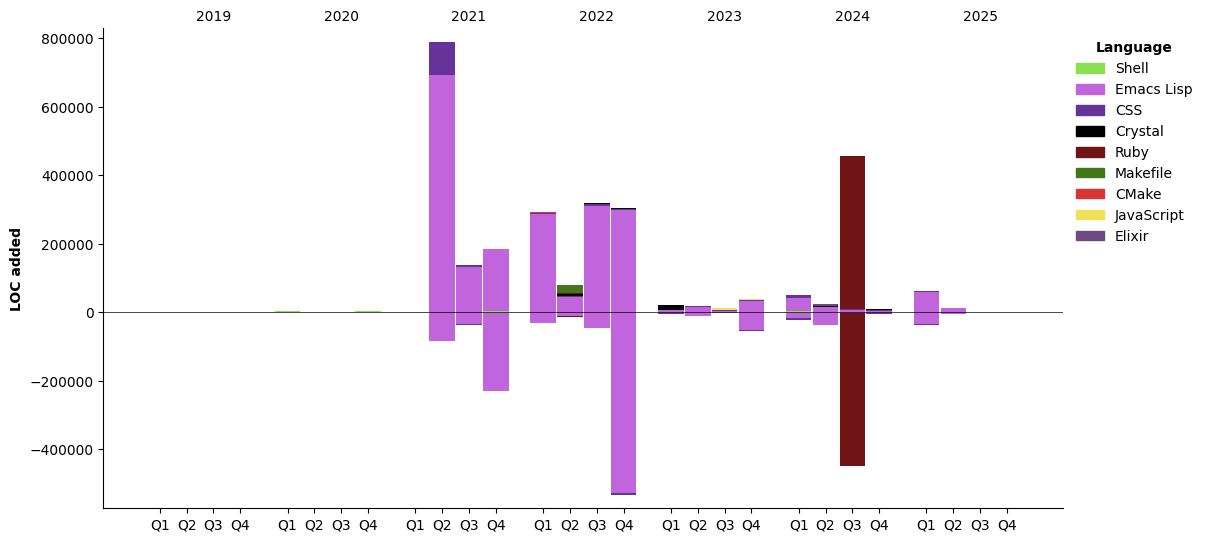 2019 2020 2021 2022 2023 2024 2025
800000
600000
400000
200000
0
−200000
−400000
LOC added
Q1 Q2 Q3 Q4 Q1 Q2 Q3 Q4 Q1 Q2 Q3 Q4 Q1 Q2 Q3 Q4 Q1 Q2 Q3 Q4 Q1 Q2 Q3 Q4 Q1 Q2 Q3 Q4
Language
Shell
Emacs Lisp
CSS
Crystal
Ruby
Makefile
CMake
JavaScript
Elixir